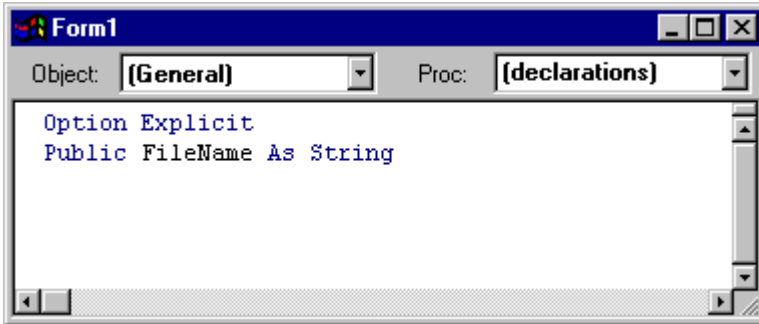 Form1
Object: (General) Proc: (declarations)
Option Explicit
Public FileName As String